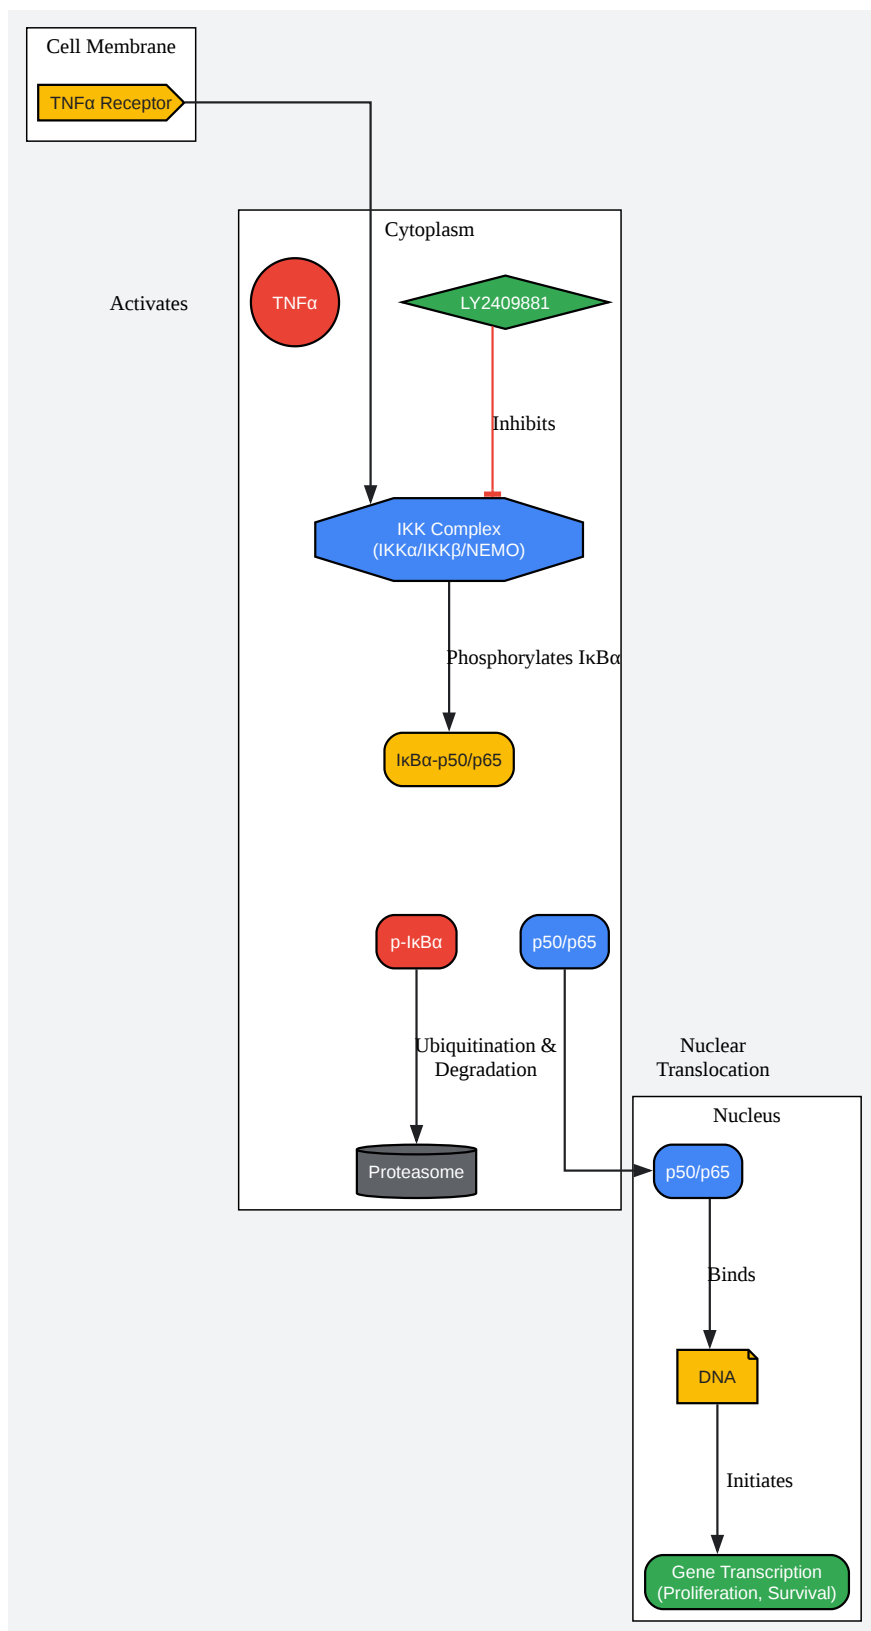 Cell Membrane
TNFα Receptor
Cytoplasm
Activates
TNFα
LY2409881
Inhibits
IKK Complex
(IKKα/IKKβ/NEMO)
Phosphorylates IκBα
IκBα-p50/p65
p-IκBα
p50/p65
Ubiquitination &
Degradation
Nuclear
Translocation
Nucleus
Proteasome
p50/p65
Binds
DNA
Initiates
Gene Transcription
(Proliferation, Survival)